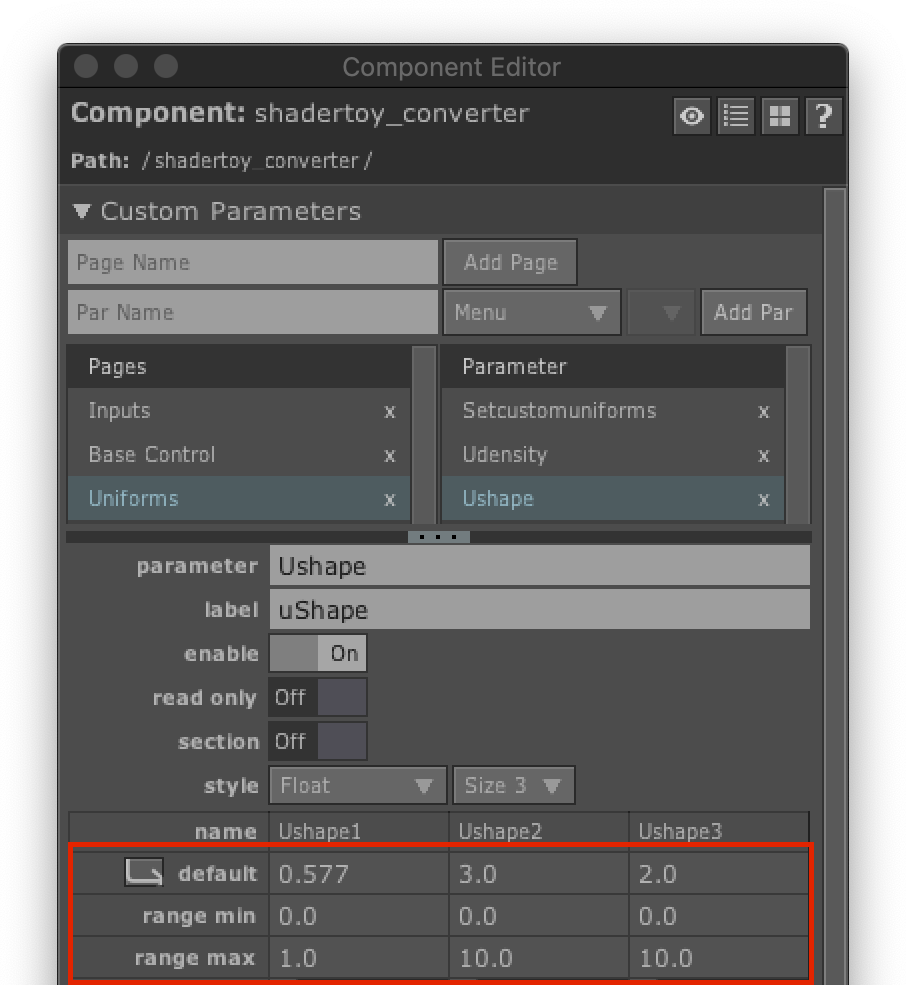 Component Editor
Component: shadertoy_converter
?
Path: /shadertoy_converter/
Custom Parameters
Page Name Add Page
Par Name Menu Add Par
Pages Parameter
Inputs x Setcustomuniforms x
Base Control x Udensity x
Uniforms x Ushape x
parameter Ushape
label uShape
enable On
read only Off
section Off
style Float Size 3
name Ushape1 Ushape2 Ushape3
default 0.577 3.0 2.0
range min 0.0 0.0 0.0
range max 1.0 10.0 10.0